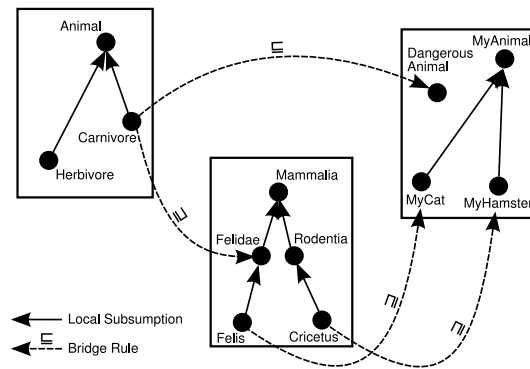 Animal
Carnivore
Herbivore
⊑
Dangerous
Animal
MyAnimal
MyCat
MyHamster
⊑
Mammalia
Felidae
Rodentia
Felis
Cricetus
⊒
⊒
Local Subsumption
⊑
Bridge Rule